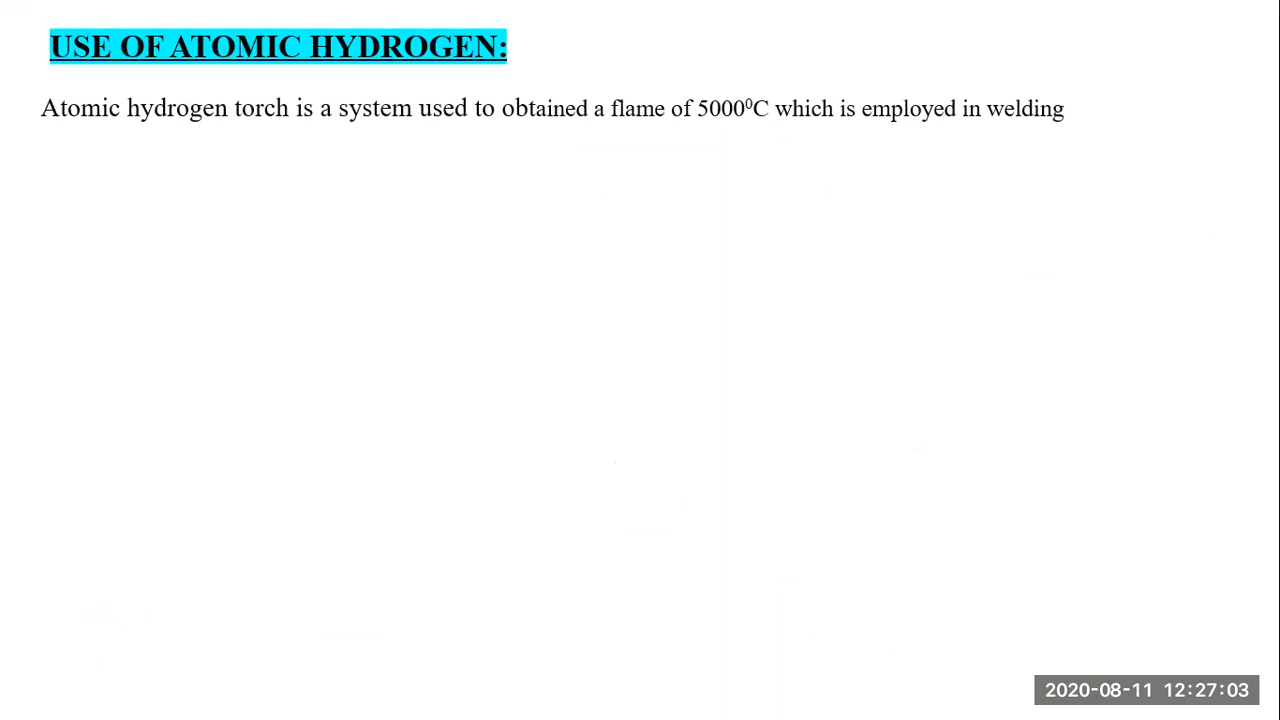 USE OF ATOMIC HYDROGEN:
Atomic hydrogen torch is a system used to obtained a flame of 5000⁰C which is employed in welding
2020-08-11 12:27:03